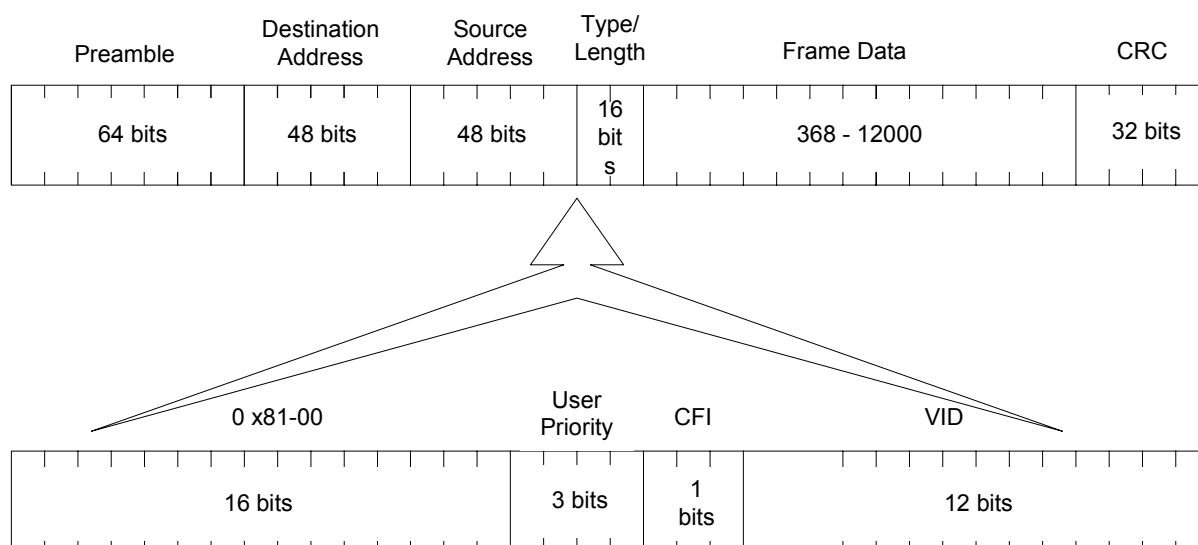 Preamble
Destination
Address
Source
Address
Type/
Length
Frame Data
CRC
64 bits
48 bits
48 bits
16
bit
s
368 - 12000
32 bits
0 x81-00
User
Priority
CFI
VID
16 bits
3 bits
1
bits
12 bits